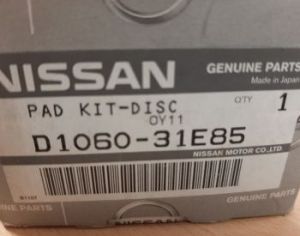 NISSAN
GENUINE PARTS
Made in Japan
PAD KIT-DISC
OY11
QTY 1
D1060-31E85
NISSAN MOTOR CO.,LTD.
GENUINE PARTS
NISSAN